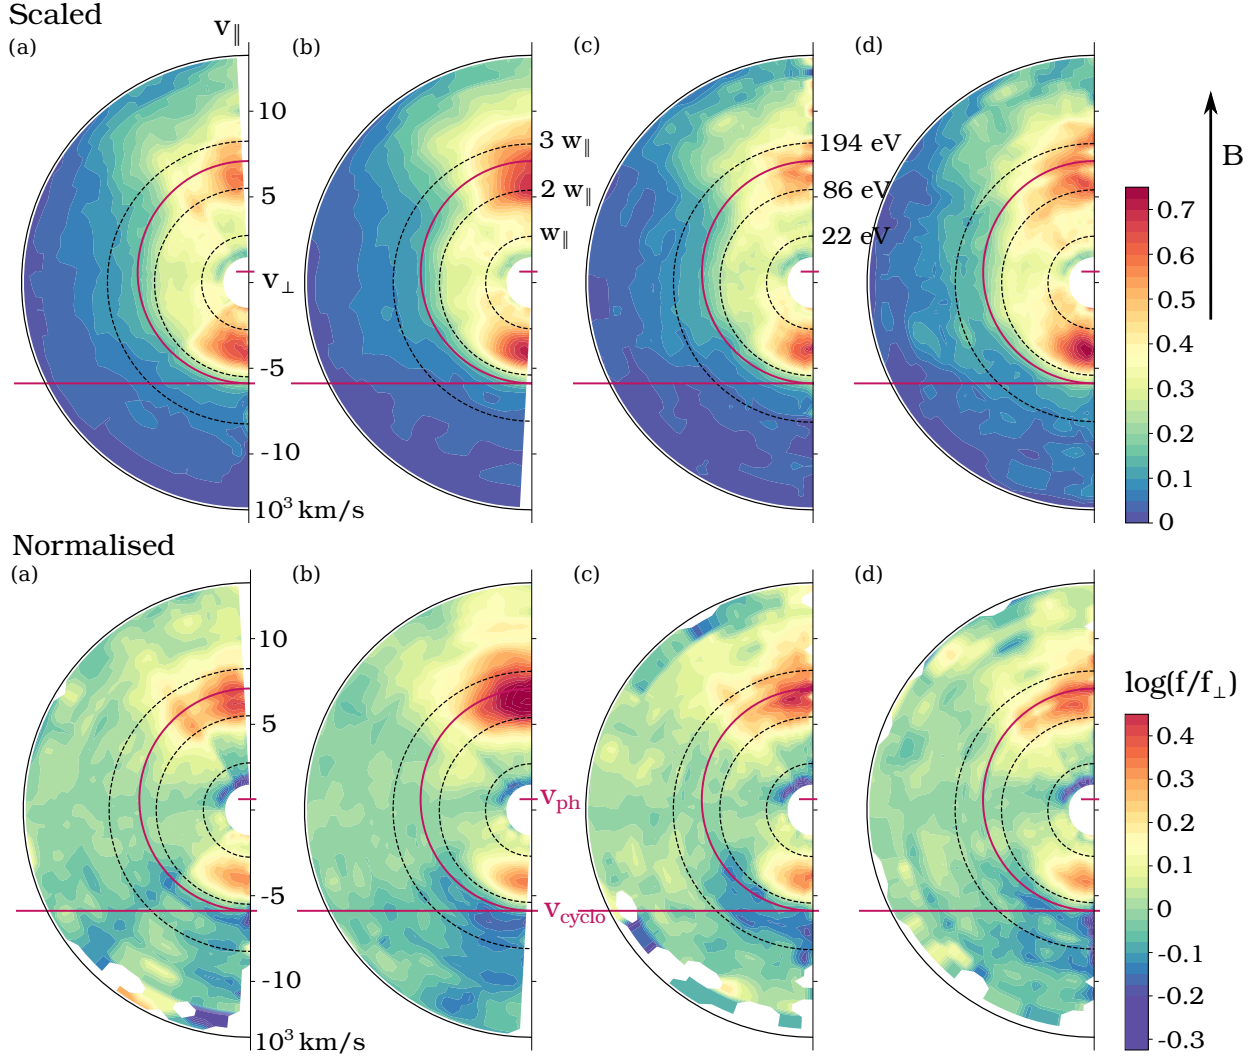 Scaled
(a)
(b)
(c)
(d)
v∥
10
5
v⊥
-5
-10
10³ km/s
3 w∥
2 w∥
w∥
194 eV
86 eV
22 eV
B
0.7
0.6
0.5
0.4
0.3
0.2
0.1
0
Normalised
(a)
(b)
(c)
(d)
10
5
-5
-10
10³ km/s
vph
vcyclo
log(f/f⊥)
0.4
0.3
0.2
0.1
0
-0.1
-0.2
-0.3